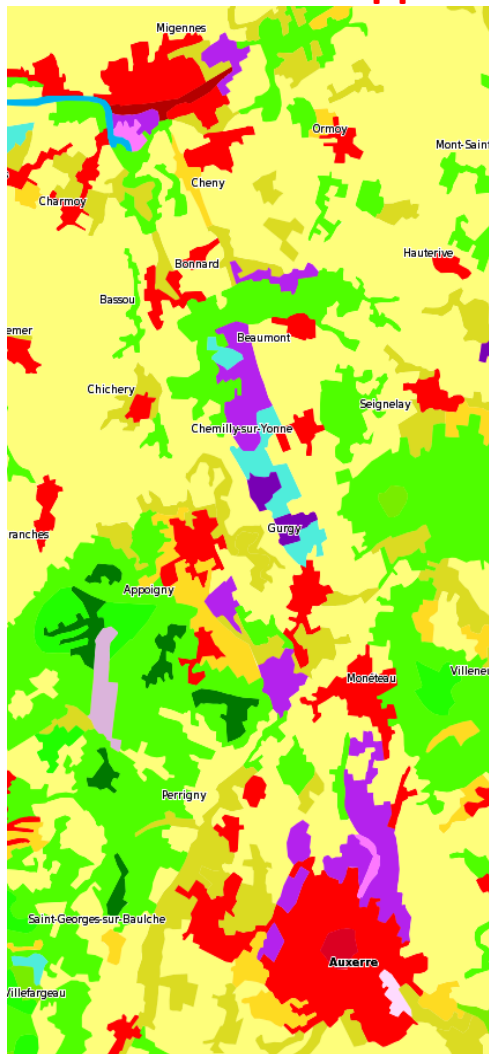 Migennes
Ormoy
Mont-Saint
Cheny
Charmoy
Hauterive
Bonnard
Bassou
emer
Beaumont
Chichery
Seignelay
Chemilly-sur-Yonne
Gurgy
ranches
Appoigny
Villene
Monéteau
Perrigny
Saint-Georges-sur-Baulche
Auxerre
Villefargeau